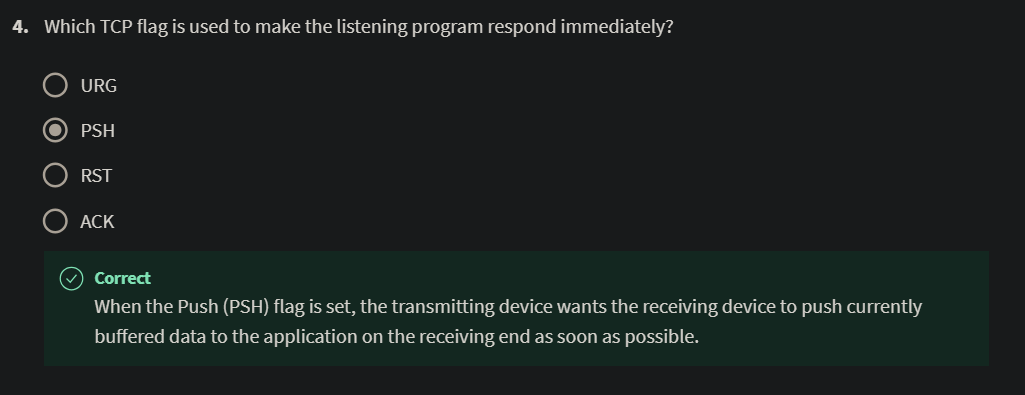 4. Which TCP flag is used to make the listening program respond immediately?
URG
PSH
RST
ACK
Correct
When the Push (PSH) flag is set, the transmitting device wants the receiving device to push currently
buffered data to the application on the receiving end as soon as possible.